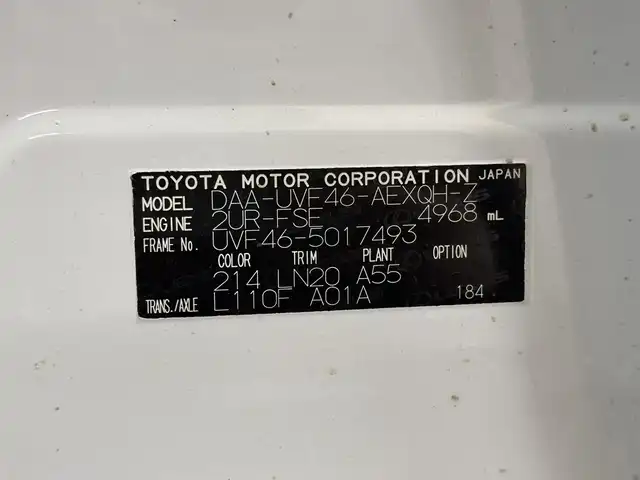 TOYOTA MOTOR CORPORATION JAPAN
MODEL DAA-UVF46-AEXQH-Z
ENGINE 2UR-FSE 4968 mL
FRAME No. UVF46-5017493
COLOR TRIM PLANT OPTION
214 LN20 A55
TRANS./AXLE L110F A01A 184